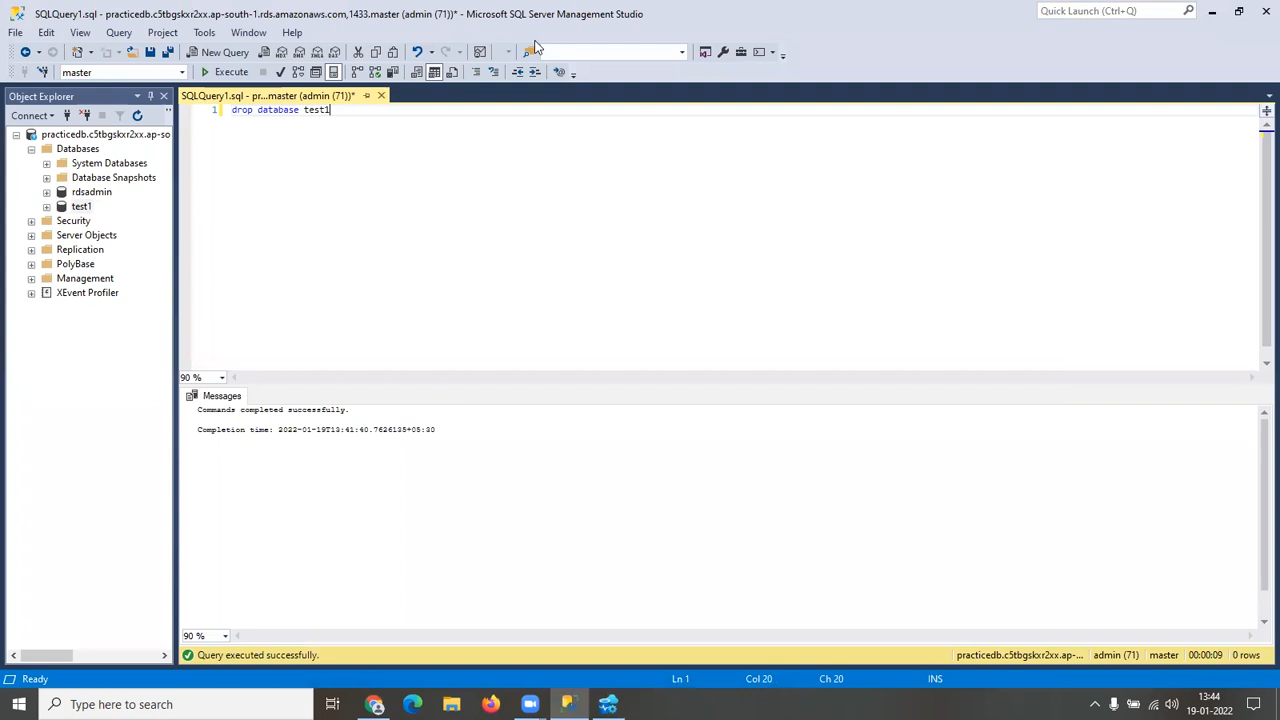 SQLQuery1.sql - practicedb.c5tbgskxr2xx.ap-south-1.rds.amazonaws.com,1433.master (admin (71))* - Microsoft SQL Server Management Studio
Quick Launch (Ctrl+Q)
File Edit View Query Project Tools Window Help
New Query
master
Execute
Object Explorer
SQLQuery1.sql - pr...master (admin (71))*
Connect
1 drop database test1
practicedb.c5tbgskxr2xx.ap-so
Databases
System Databases
Database Snapshots
rdsadmin
test1
Security
Server Objects
Replication
PolyBase
Management
XEvent Profiler
90 %
Messages
Commands completed successfully.
Completion time: 2022-01-19T13:41:40.7626135+05:30
90 %
Query executed successfully.
practicedb.c5tbgskxr2xx.ap-... admin (71) master 00:00:09 0 rows
Ready
Ln 1 Col 20 Ch 20 INS
Type here to search
13:44
19-01-2022